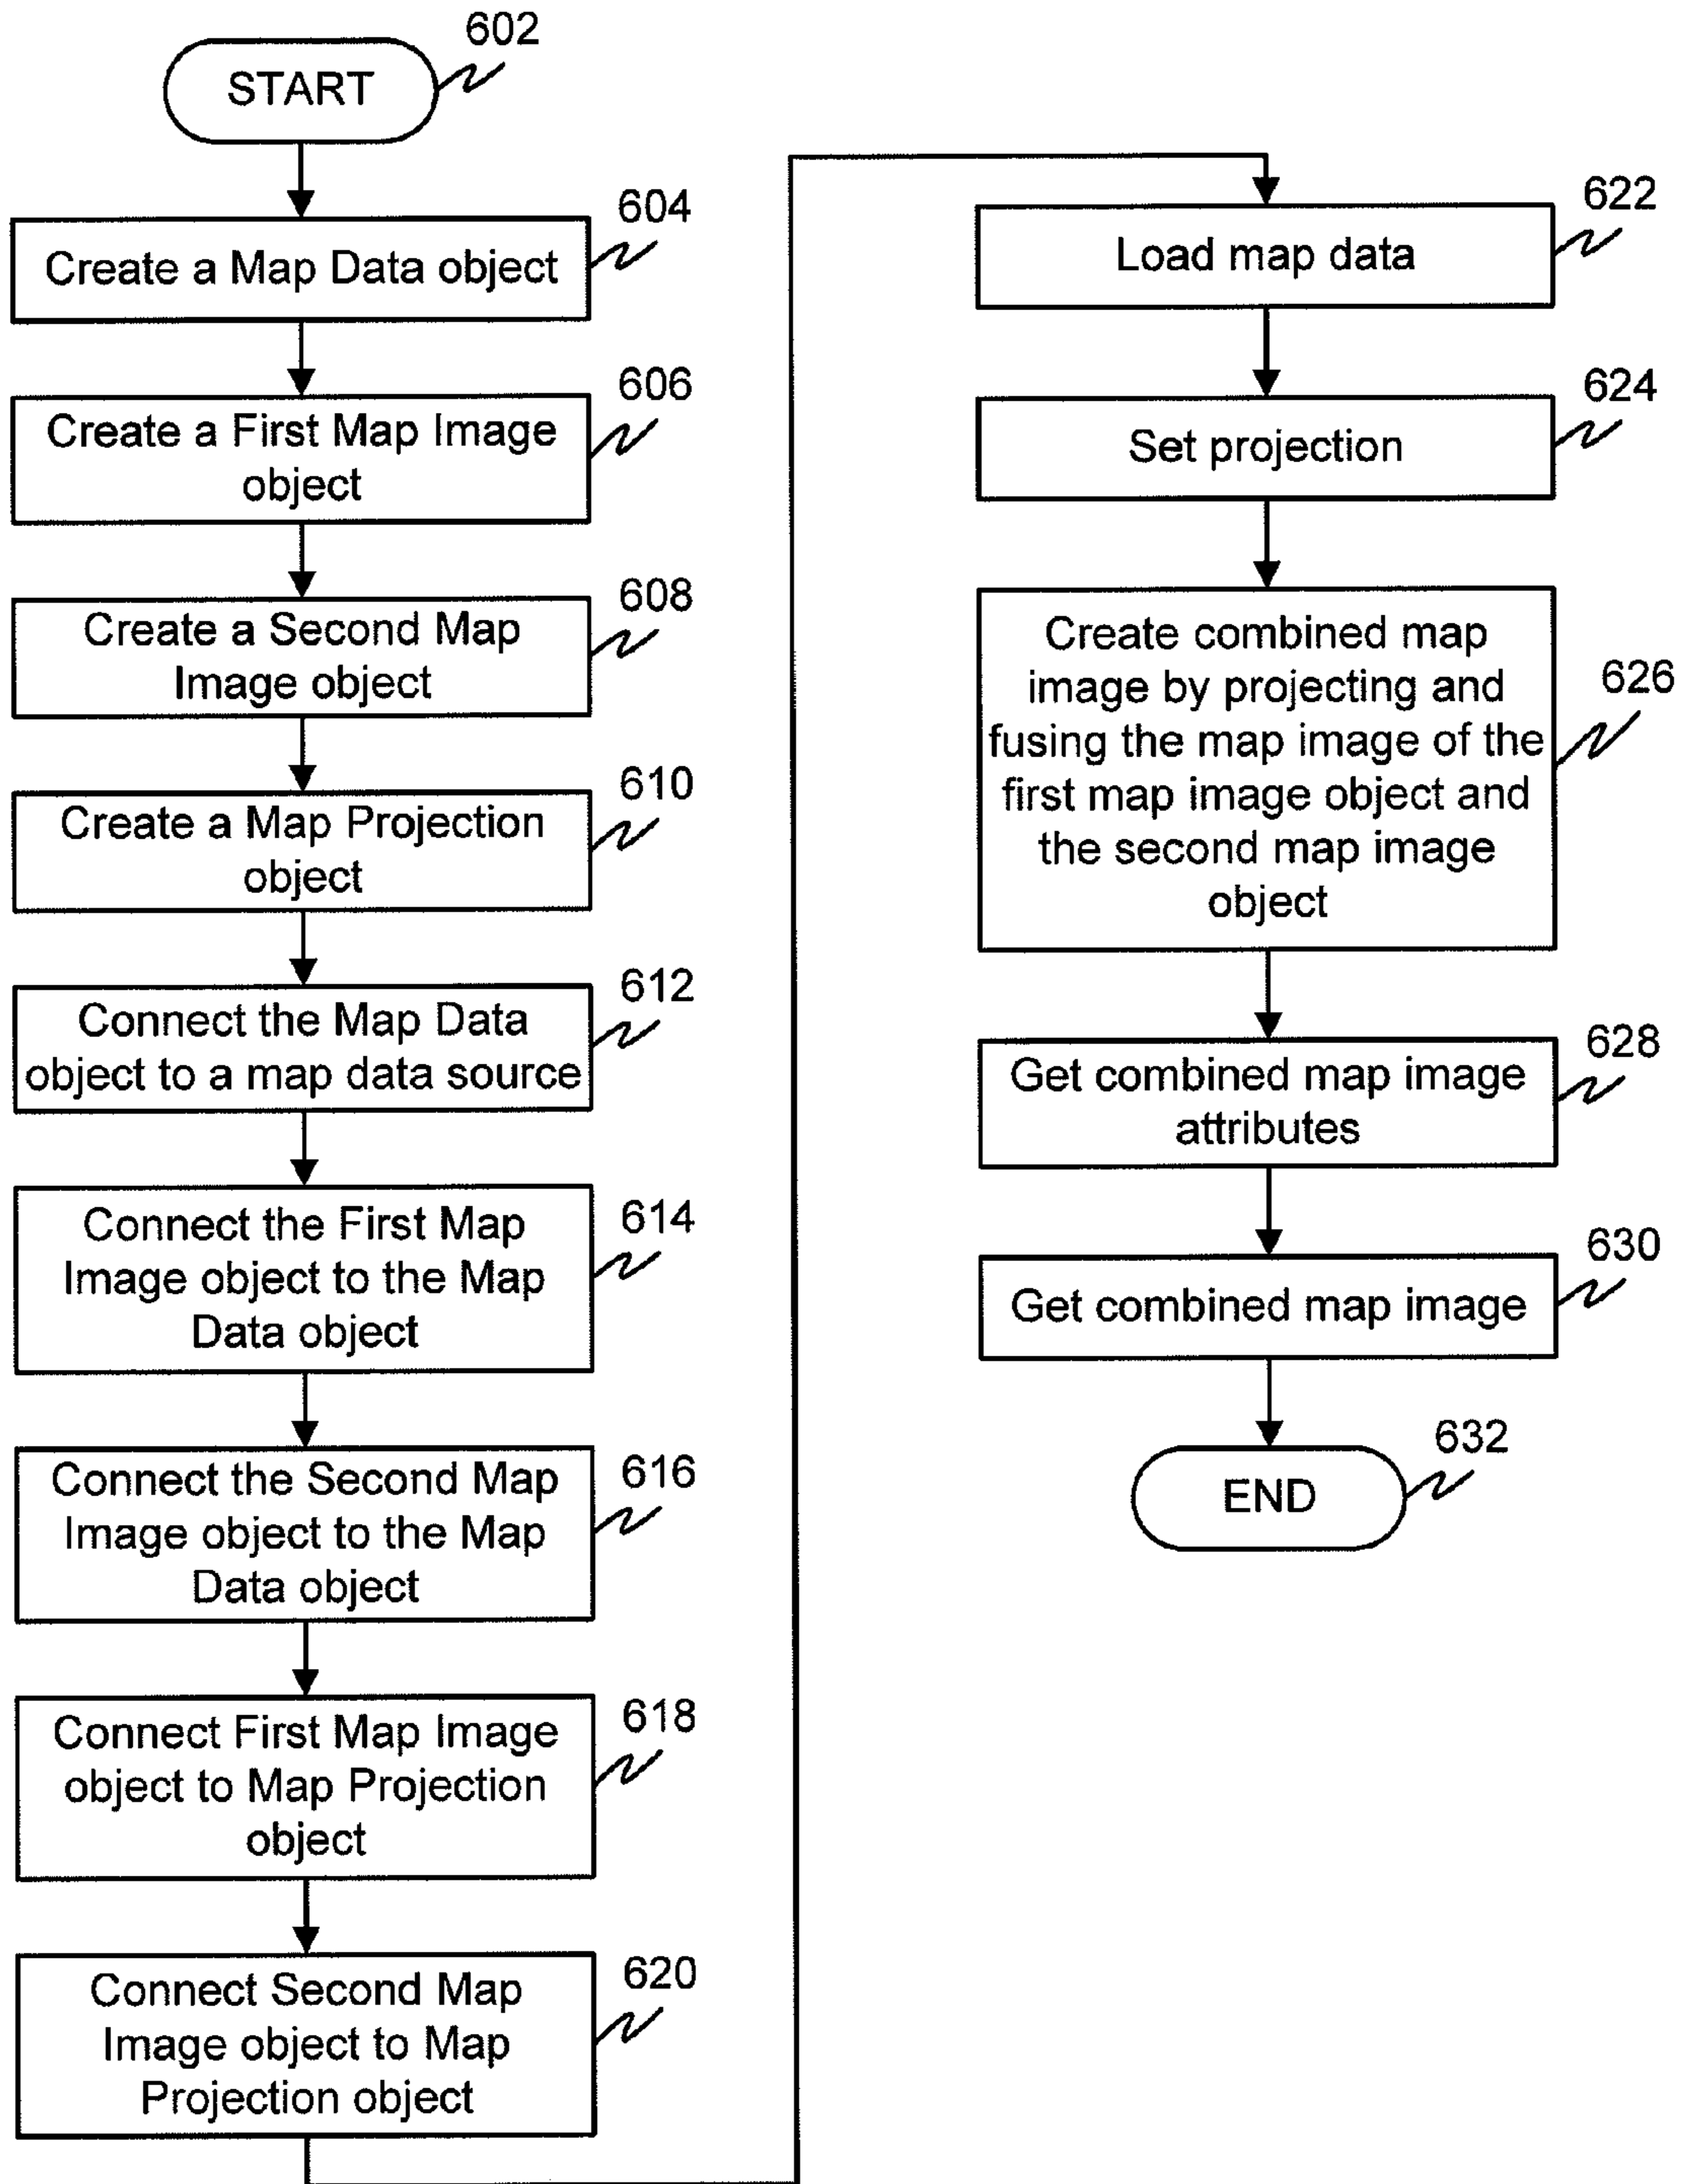 602
START
604
Create a Map Data object
606
Create a First Map Image
object
608
Create a Second Map
Image object
610
Create a Map Projection
object
612
Connect the Map Data
object to a map data source
614
Connect the First Map
Image object to the Map
Data object
616
Connect the Second Map
Image object to the Map
Data object
618
Connect First Map Image
object to Map Projection
object
620
Connect Second Map
Image object to Map
Projection object
622
Load map data
624
Set projection
626
Create combined map
image by projecting and
fusing the map image of the
first map image object and
the second map image
object
628
Get combined map image
attributes
630
Get combined map image
632
END